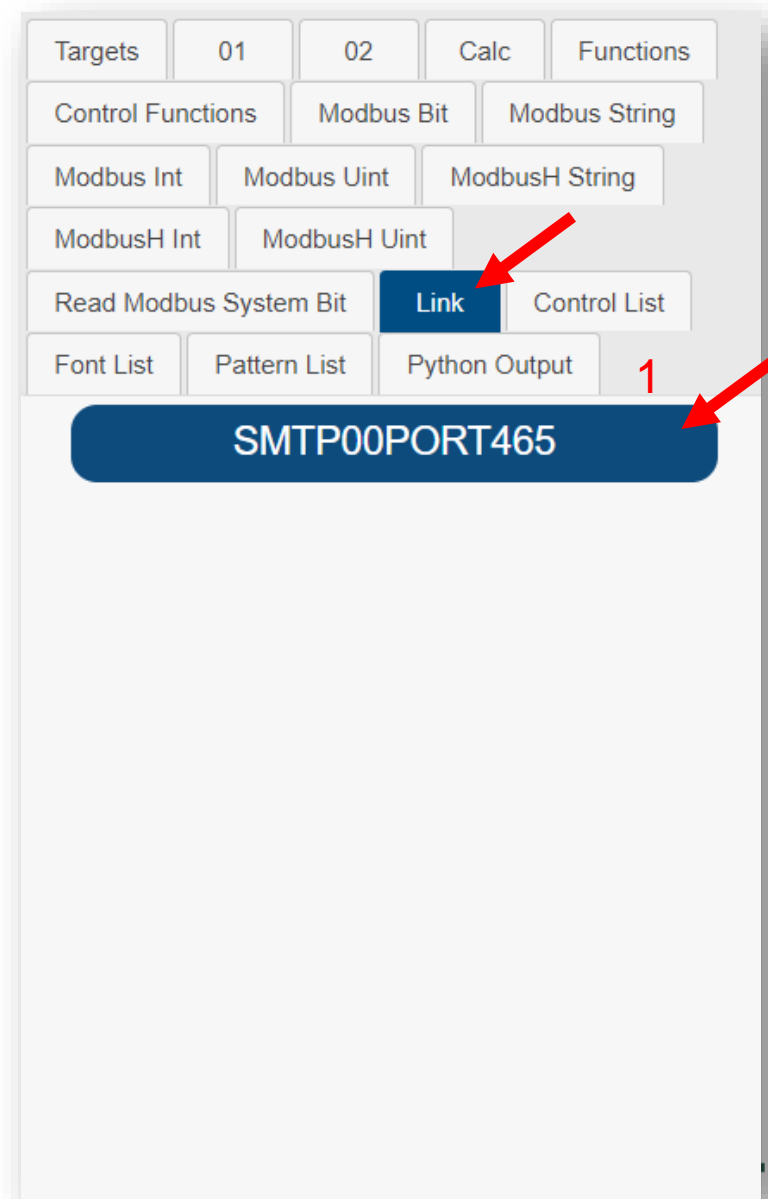 Targets 01 02 Calc Functions
Control Functions Modbus Bit Modbus String
Modbus Int Modbus Uint ModbusH String
ModbusH Int ModbusH Uint
Read Modbus System Bit Link Control List
Font List Pattern List Python Output 1
SMTP00PORT465